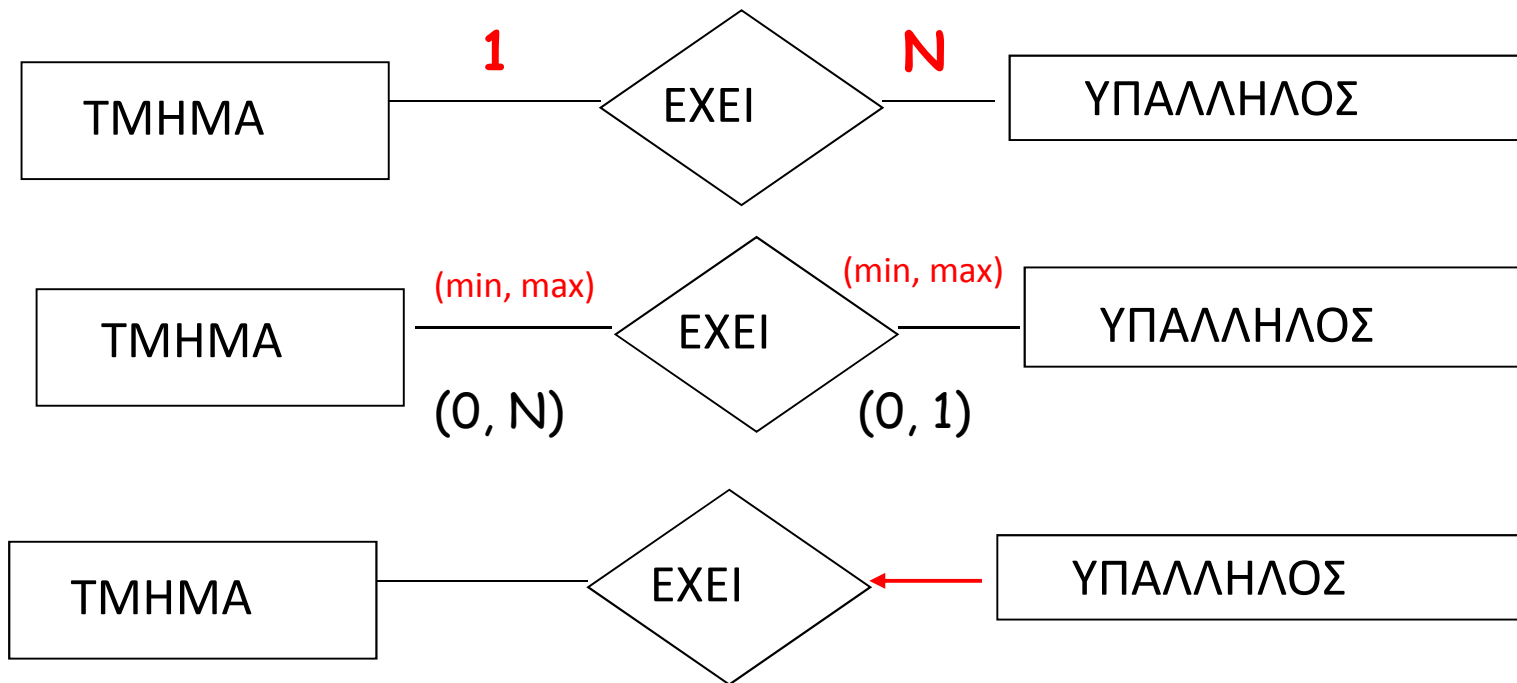 1 N
ΤΜΗΜΑ ΕΧΕΙ ΥΠΑΛΛΗΛΟΣ
(min, max) (min, max)
ΤΜΗΜΑ ΕΧΕΙ ΥΠΑΛΛΗΛΟΣ
(0, N) (0, 1)
ΤΜΗΜΑ ΕΧΕΙ ΥΠΑΛΛΗΛΟΣ